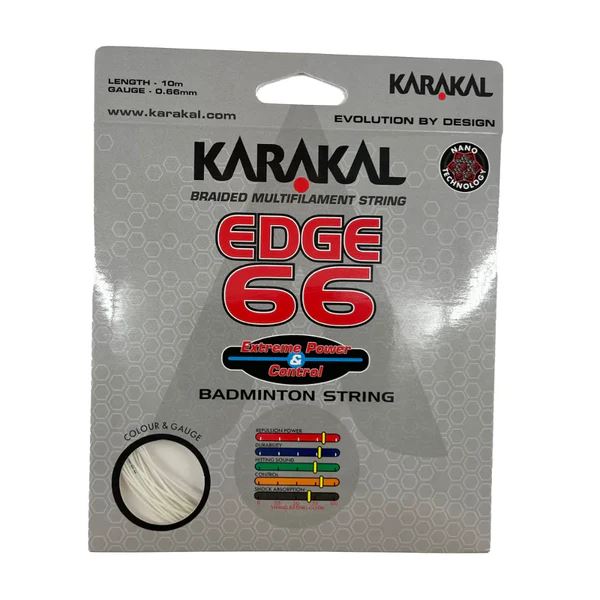 LENGTH - 10m
GAUGE - 0.66mm
www.karakal.com
KARAKAL
EVOLUTION BY DESIGN
NANO
TECHNOLOGY
KARAKAL
BRAIDED MULTIFILAMENT STRING
EDGE
66
Extreme Power
&
Control
BADMINTON STRING
COLOUR & GAUGE
REPULSION POWER
DURABILITY
HITTING SOUND
CONTROL
SHOCK ABSORPTION